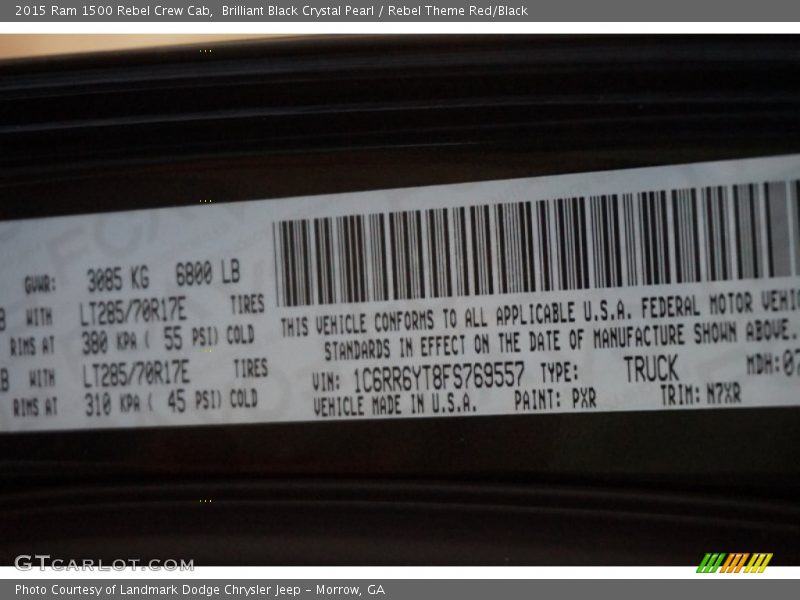 2015 Ram 1500 Rebel Crew Cab, Brilliant Black Crystal Pearl / Rebel Theme Red/Black
GVWR: 3085 KG 6800 LB
B WITH LT285/70R17E TIRES
RIMS AT 380 KPA ( 55 PSI) COLD
B WITH LT285/70R17E TIRES
RIMS AT 310 KPA ( 45 PSI) COLD
THIS VEHICLE CONFORMS TO ALL APPLICABLE U.S.A. FEDERAL MOTOR VEHIC
STANDARDS IN EFFECT ON THE DATE OF MANUFACTURE SHOWN ABOVE.
VIN: 1C6RR6YT8FS769557 TYPE: TRUCK MDH:07
VEHICLE MADE IN U.S.A. PAINT: PXR TRIM: N7XR
GTcarlot.com
Photo Courtesy of Landmark Dodge Chrysler Jeep – Morrow, GA